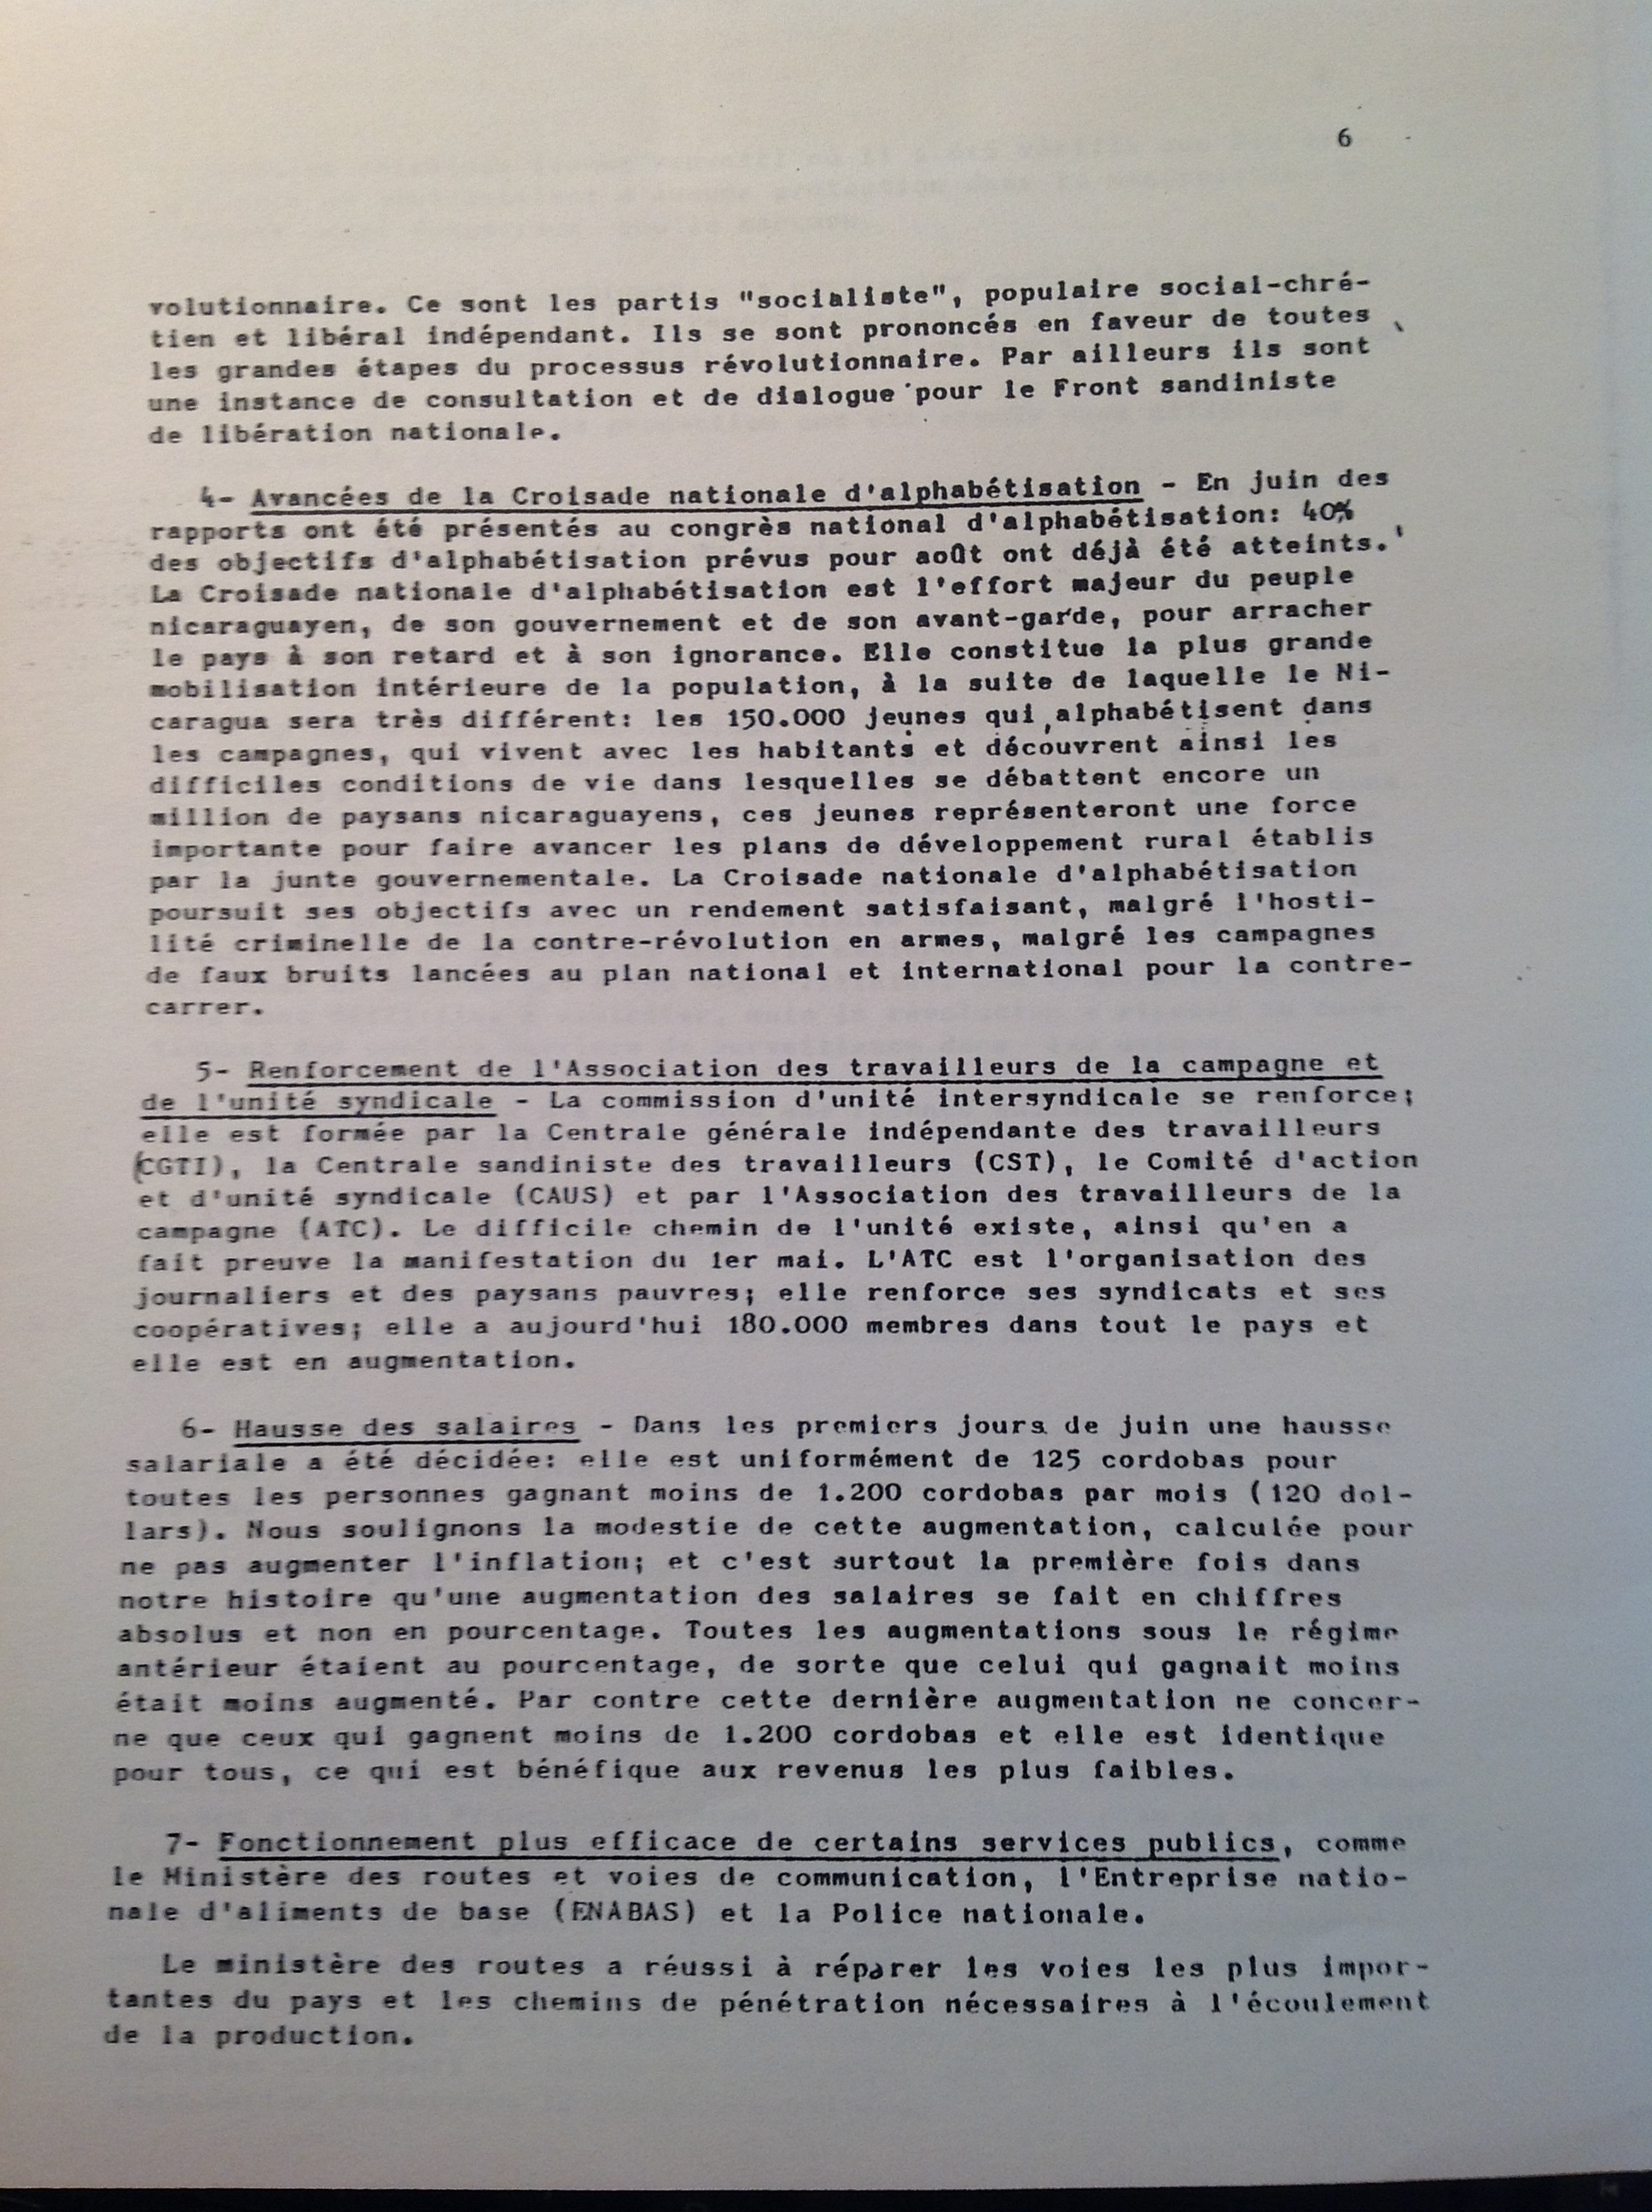 6
volutionnaire. Ce sont les partis "socialiste", populaire social-chré-
tien et libéral indépendant. Ils se sont prononcés en faveur de toutes
les grandes étapes du processus révolutionnaire. Par ailleurs ils sont
une instance de consultation et de dialogue pour le Front sandiniste
de libération nationale.
4- Avancées de la Croisade nationale d'alphabétisation - En juin des
rapports ont été présentés au congrès national d'alphabétisation: 40%
des objectifs d'alphabétisation prévus pour août ont déjà été atteints.
La Croisade nationale d'alphabétisation est l'effort majeur du peuple
nicaraguayen, de son gouvernement et de son avant-garde, pour arracher
le pays à son retard et à son ignorance. Elle constitue la plus grande
mobilisation intérieure de la population, à la suite de laquelle le Ni-
caragua sera très différent: les 150.000 jeunes qui alphabétisent dans
les campagnes, qui vivent avec les habitants et découvrent ainsi les
difficiles conditions de vie dans lesquelles se débattent encore un
million de paysans nicaraguayens, ces jeunes représenteront une force
importante pour faire avancer les plans de développement rural établis
par la junte gouvernementale. La Croisade nationale d'alphabétisation
poursuit ses objectifs avec un rendement satisfaisant, malgré l'hosti-
lité criminelle de la contre-révolution en armes, malgré les campagnes
de faux bruits lancées au plan national et international pour la contre-
carrer.
5- Renforcement de l'Association des travailleurs de la campagne et
de l'unité syndicale - La commission d'unité intersyndicale se renforce;
elle est formée par la Centrale générale indépendante des travailleurs
(CGTI), la Centrale sandiniste des travailleurs (CST), le Comité d'action
et d'unité syndicale (CAUS) et par l'Association des travailleurs de la
campagne (ATC). Le difficile chemin de l'unité existe, ainsi qu'en a
fait preuve la manifestation du 1er mai. L'ATC est l'organisation des
journaliers et des paysans pauvres; elle renforce ses syndicats et ses
coopératives; elle a aujourd'hui 180.000 membres dans tout le pays et
elle est en augmentation.
6- Hausse des salaires - Dans les premiers jours de juin une hausse
salariale a été décidée: elle est uniformément de 125 cordobas pour
toutes les personnes gagnant moins de 1.200 cordobas par mois (120 dol-
lars). Nous soulignons la modestie de cette augmentation, calculée pour
ne pas augmenter l'inflation; et c'est surtout la première fois dans
notre histoire qu'une augmentation des salaires se fait en chiffres
absolus et non en pourcentage. Toutes les augmentations sous le régime
antérieur étaient au pourcentage, de sorte que celui qui gagnait moins
était moins augmenté. Par contre cette dernière augmentation ne concer-
ne que ceux qui gagnent moins de 1.200 cordobas et elle est identique
pour tous, ce qui est bénéfique aux revenus les plus faibles.
7- Fonctionnement plus efficace de certains services publics, comme
le Ministère des routes et voies de communication, l'Entreprise natio-
nale d'aliments de base (ENABAS) et la Police nationale.
Le ministère des routes a réussi à réparer les voies les plus impor-
tantes du pays et les chemins de pénétration nécessaires à l'écoulement
de la production.